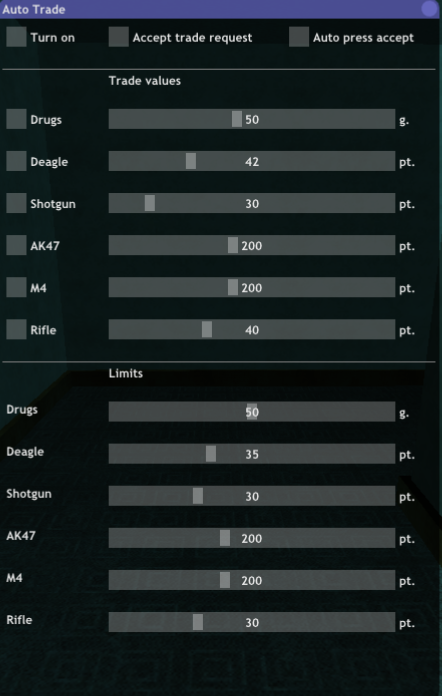 Auto Trade
Turn on Accept trade request Auto press accept
Trade values
Drugs 50 g.
Deagle 42 pt.
Shotgun 30 pt.
AK47 200 pt.
M4 200 pt.
Rifle 40 pt.
Limits
Drugs 50 g.
Deagle 35 pt.
Shotgun 30 pt.
AK47 200 pt.
M4 200 pt.
Rifle 30 pt.